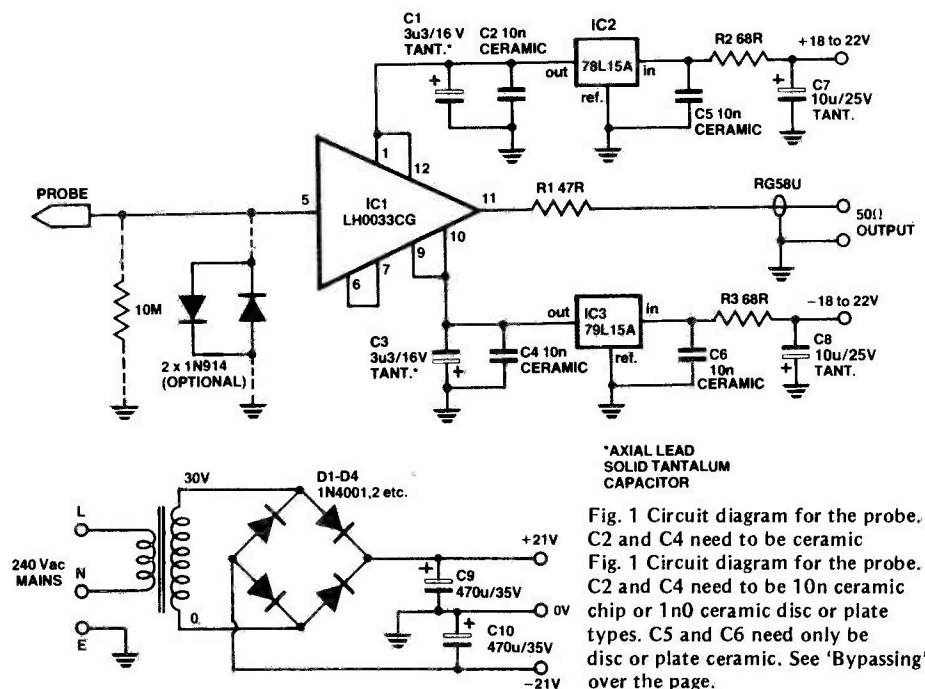 C1
3u3/16 V
TANT.*
C2 10n
CERAMIC
IC2
78L15A
out
in
ref.
R2 68R
+18 to 22V
+
C7
10u/25V
TANT.
C5 10n
CERAMIC
+
1
12
PROBE
5
IC1
LH0033CG
11
R1 47R
RG58U
50Ω
OUTPUT
10
9
7
6
10M
2 x 1N914
(OPTIONAL)
C3
3u3/16V
TANT.*
+
C4 10n
CERAMIC
out
IC3
79L15A
in
ref.
R3 68R
−18 to 22V
C6
10n
CERAMIC
C8
10u/25V
TANT.
+
*AXIAL LEAD
SOLID TANTALUM
CAPACITOR
30V
D1-D4
1N4001,2 etc.
L
240 Vac
MAINS
N
E
0.
+21V
+
C9
470u/35V
0V
+
C10
470u/35V
−21V
Fig. 1 Circuit diagram for the probe.
C2 and C4 need to be ceramic
Fig. 1 Circuit diagram for the probe.
C2 and C4 need to be 10n ceramic
chip or 1n0 ceramic disc or plate
types. C5 and C6 need only be
disc or plate ceramic. See 'Bypassing'
over the page.